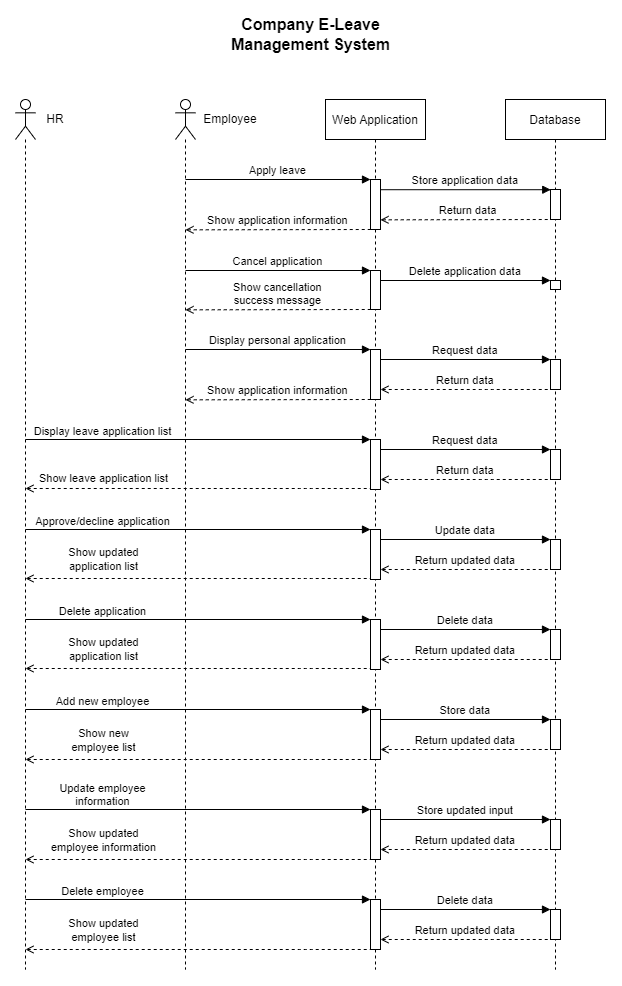 Company E-Leave
Management System
HR
Employee
Web Application
Database
Apply leave
Store application data
Return data
Show application information
Cancel application
Delete application data
Show cancellation
success message
Display personal application
Request data
Return data
Show application information
Display leave application list
Request data
Return data
Show leave application list
Approve/decline application
Update data
Show updated
application list
Return updated data
Delete application
Delete data
Show updated
application list
Return updated data
Add new employee
Store data
Show new
employee list
Return updated data
Update employee
information
Store updated input
Show updated
employee information
Return updated data
Delete employee
Delete data
Show updated
employee list
Return updated data